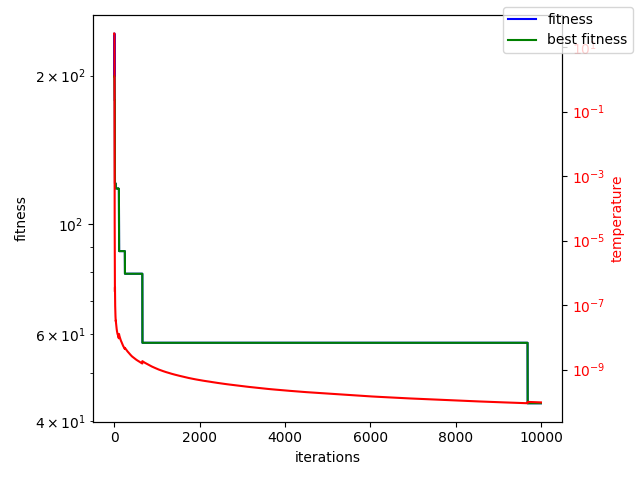 fitness
best fitness
2 × 10²
10²
6 × 10¹
4 × 10¹
fitness
10¹
10⁻¹
10⁻³
10⁻⁵
10⁻⁷
10⁻⁹
temperature
0 2000 4000 6000 8000 10000
iterations